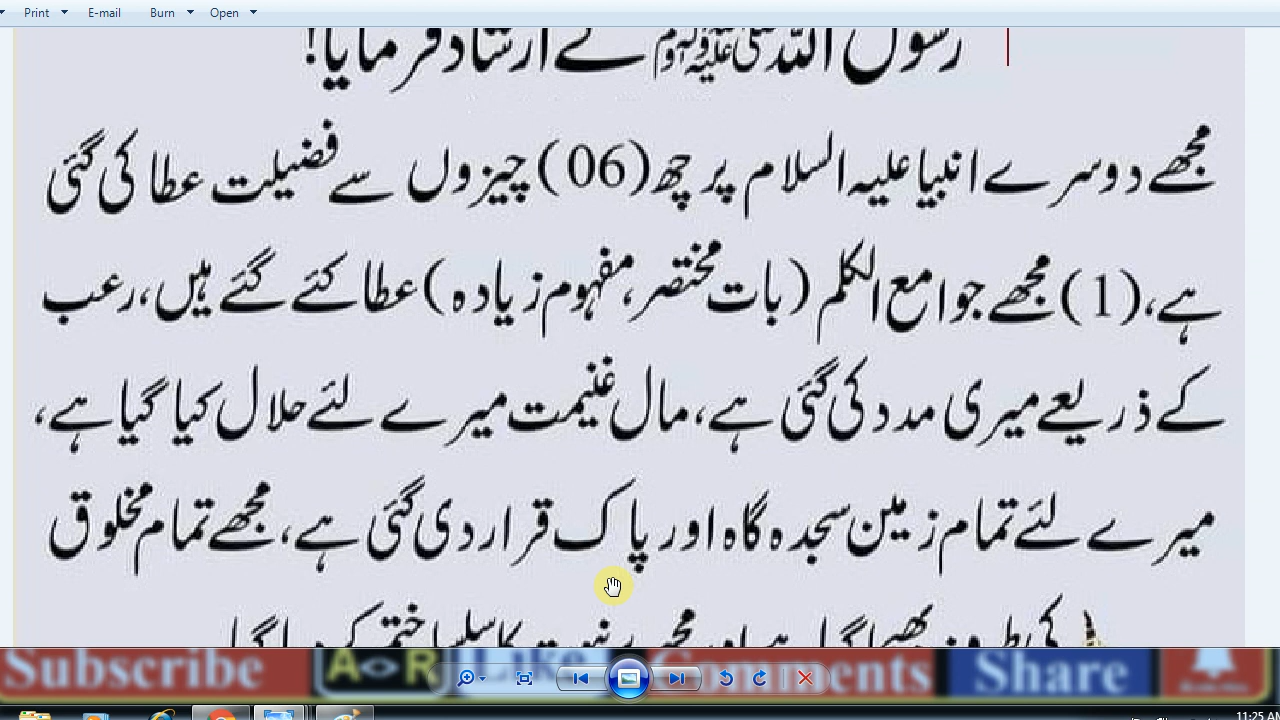 Print E-mail Burn Open
رسول اللہ ﷺ نے ارشاد فرمایا!
مجھے دوسرے انبیا علیہ السلام پر چھ (06) چیزوں سے فضیلت عطا کی گئی
ہے، (1) مجھے جوامع الکلم (بات مختصر، مفہوم زیادہ) عطا کئے گئے ہیں، رعب
کے ذریعے میری مدد کی گئی ہے، مال غنیمت میرے لئے حلال کیا گیا ہے،
میرے لئے تمام زمین سجدہ گاہ اور پاک قرار دی گئی ہے، مجھے تمام مخلوق
Subscribe A R Like Comments Share
11:25 AM